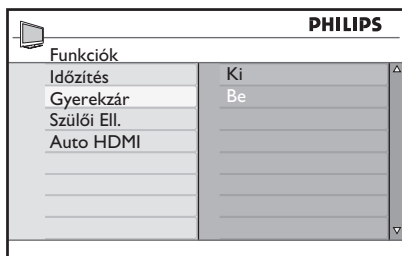 PHILIPS
Funkciók
Időzítés
Gyerekzár
Szülői Ell.
Auto HDMI
Ki
Be